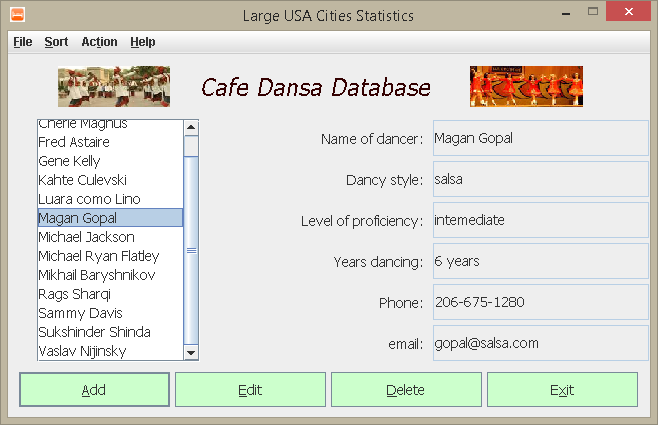 Large USA Cities Statistics
File Sort Action Help
Cafe Dansa Database
Cherie Magnus
Fred Astaire
Gene Kelly
Kahte Culevski
Luara como Lino
Magan Gopal
Michael Jackson
Michael Ryan Flatley
Mikhail Baryshnikov
Rags Sharqi
Sammy Davis
Sukshinder Shinda
Vaslav Nijinsky
Name of dancer: Magan Gopal
Dancy style: salsa
Level of proficiency: intemediate
Years dancing: 6 years
Phone: 206-675-1280
email: gopal@salsa.com
Add Edit Delete Exit